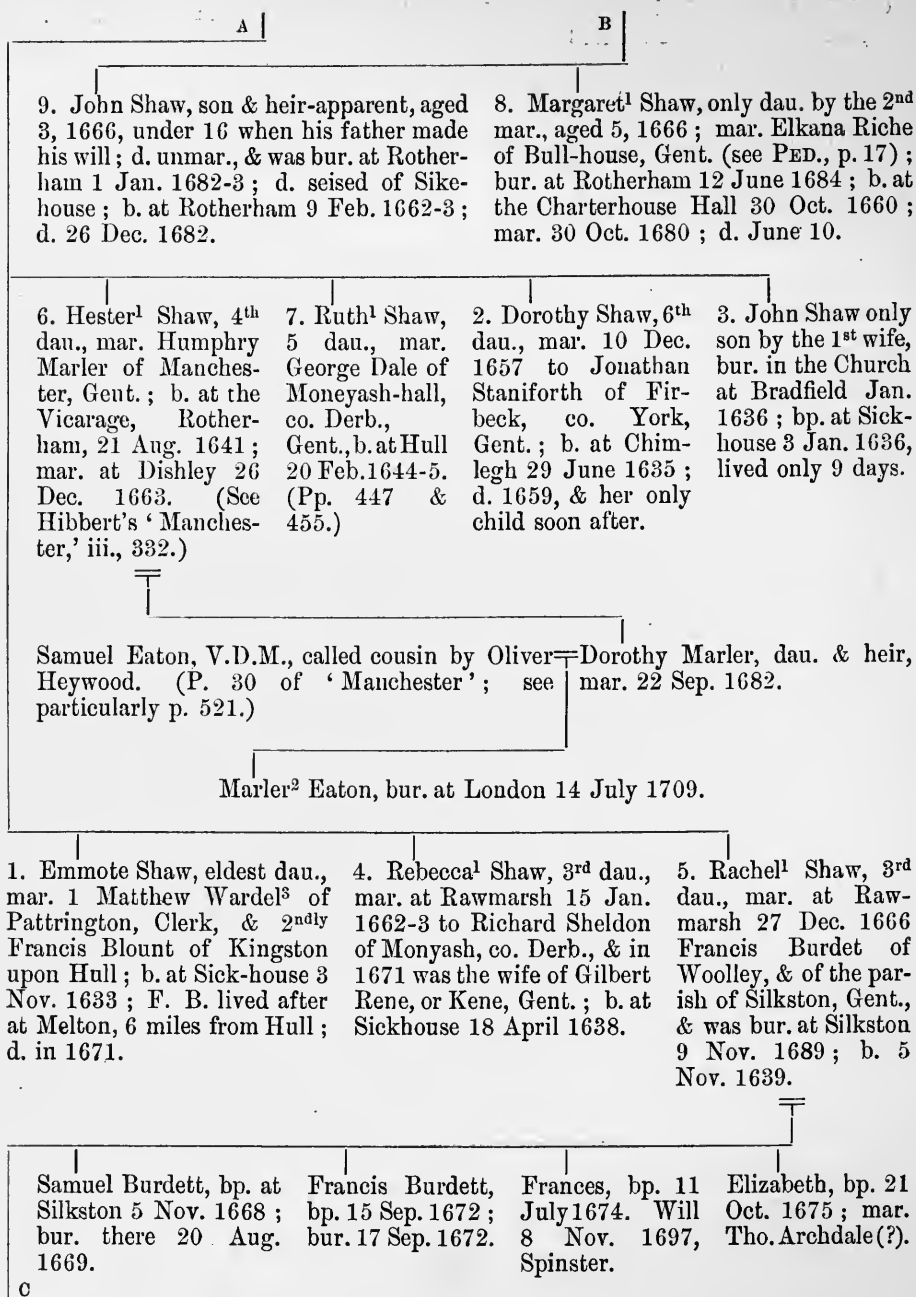 A
B
9. John Shaw, son & heir-apparent, aged
3, 1666, under 16 when his father made
his will; d. unmar., & was bur. at Rother-
ham 1 Jan. 1682-3; d. seised of Sike-
house; b. at Rotherham 9 Feb. 1662-3;
d. 26 Dec. 1682.
8. Margaret¹ Shaw, only dau. by the 2nd
mar., aged 5, 1666; mar. Elkana Riche
of Bull-house, Gent. (see PED., p. 17);
bur. at Rotherham 12 June 1684; b. at
the Charterhouse Hall 30 Oct. 1660;
mar. 30 Oct. 1680; d. June 10.
6. Hester¹ Shaw, 4th
dau., mar. Humphry
Marler of Manches-
ter, Gent.; b. at the
Vicarage, Rother-
ham, 21 Aug. 1641;
mar. at Dishley 26
Dec. 1663. (See
Hibbert's ‘Manches-
ter,’ iii., 332.)
7. Ruth¹ Shaw,
5 dau., mar.
George Dale of
Moneyash-hall,
co. Derb.,
Gent., b. at Hull
20 Feb. 1644-5.
(Pp. 447 &
455.)
2. Dorothy Shaw, 6th
dau., mar. 10 Dec.
1657 to Jonathan
Staniforth of Fir-
beck, co. York,
Gent.; b. at Chim-
legh 29 June 1635;
d. 1659, & her only
child soon after.
3. John Shaw only
son by the 1st wife,
bur. in the Church
at Bradfield Jan.
1636; bp. at Sick-
house 3 Jan. 1636,
lived only 9 days.
Samuel Eaton, V.D.M., called cousin by Oliver
Heywood. (P. 30 of ‘Manchester’; see
particularly p. 521.)
Dorothy Marler, dau. & heir,
mar. 22 Sep. 1682.
Marler² Eaton, bur. at London 14 July 1709.
1. Emmote Shaw, eldest dau.,
mar. 1 Matthew Wardel³ of
Pattrington, Clerk, & 2ndly
Francis Blount of Kingston
upon Hull; b. at Sick-house 3
Nov. 1633; F. B. lived after
at Melton, 6 miles from Hull;
d. in 1671.
4. Rebecca¹ Shaw, 3rd dau.,
mar. at Rawmarsh 15 Jan.
1662-3 to Richard Sheldon
of Monyash, co. Derb., & in
1671 was the wife of Gilbert
Rene, or Kene, Gent.; b. at
Sickhouse 18 April 1638.
5. Rachel¹ Shaw, 3rd
dau., mar. at Raw-
marsh 27 Dec. 1666
Francis Burdet of
Woolley, & of the par-
ish of Silkston, Gent.,
& was bur. at Silkston
9 Nov. 1689; b. 5
Nov. 1639.
Samuel Burdett, bp. at
Silkston 5 Nov. 1668;
bur. there 20 Aug.
1669.
Francis Burdett,
bp. 15 Sep. 1672;
bur. 17 Sep. 1672.
Frances, bp. 11
July 1674. Will
8 Nov. 1697,
Spinster.
Elizabeth, bp. 21
Oct. 1675; mar.
Tho. Archdale (?).
C